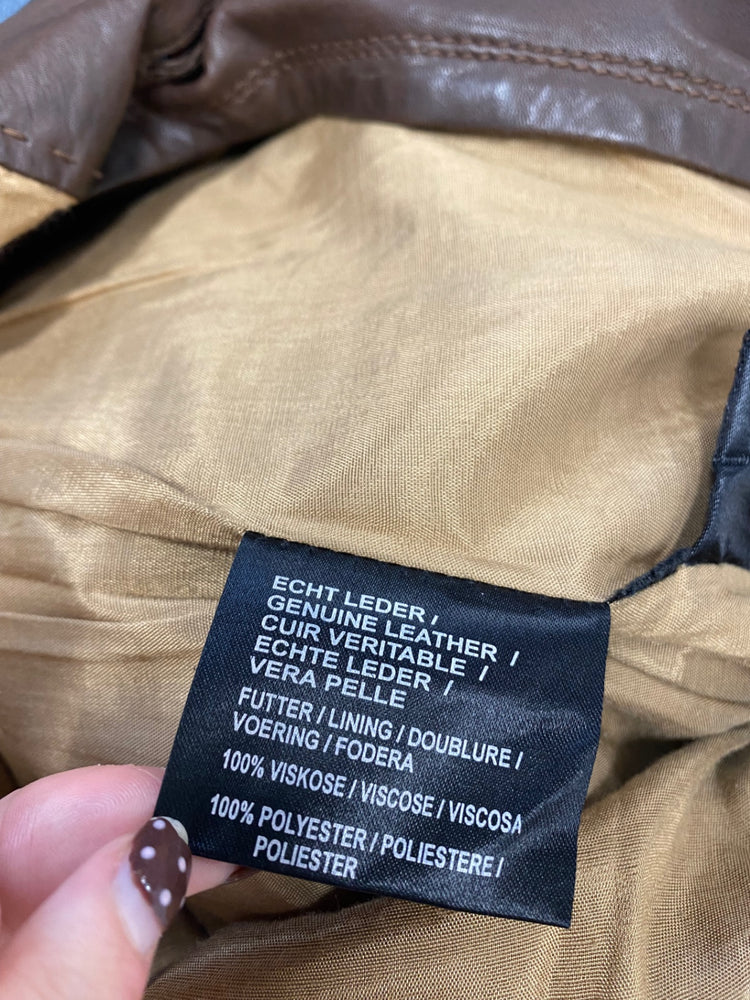 ECHT LEDER /
GENUINE LEATHER /
CUIR VERITABLE /
ECHTE LEDER /
VERA PELLE
FUTTER / LINING / DOUBLURE /
VOERING / FODERA
100% VISKOSE / VISCOSE / VISCOSA
100% POLYESTER / POLIESTERE /
POLIESTER